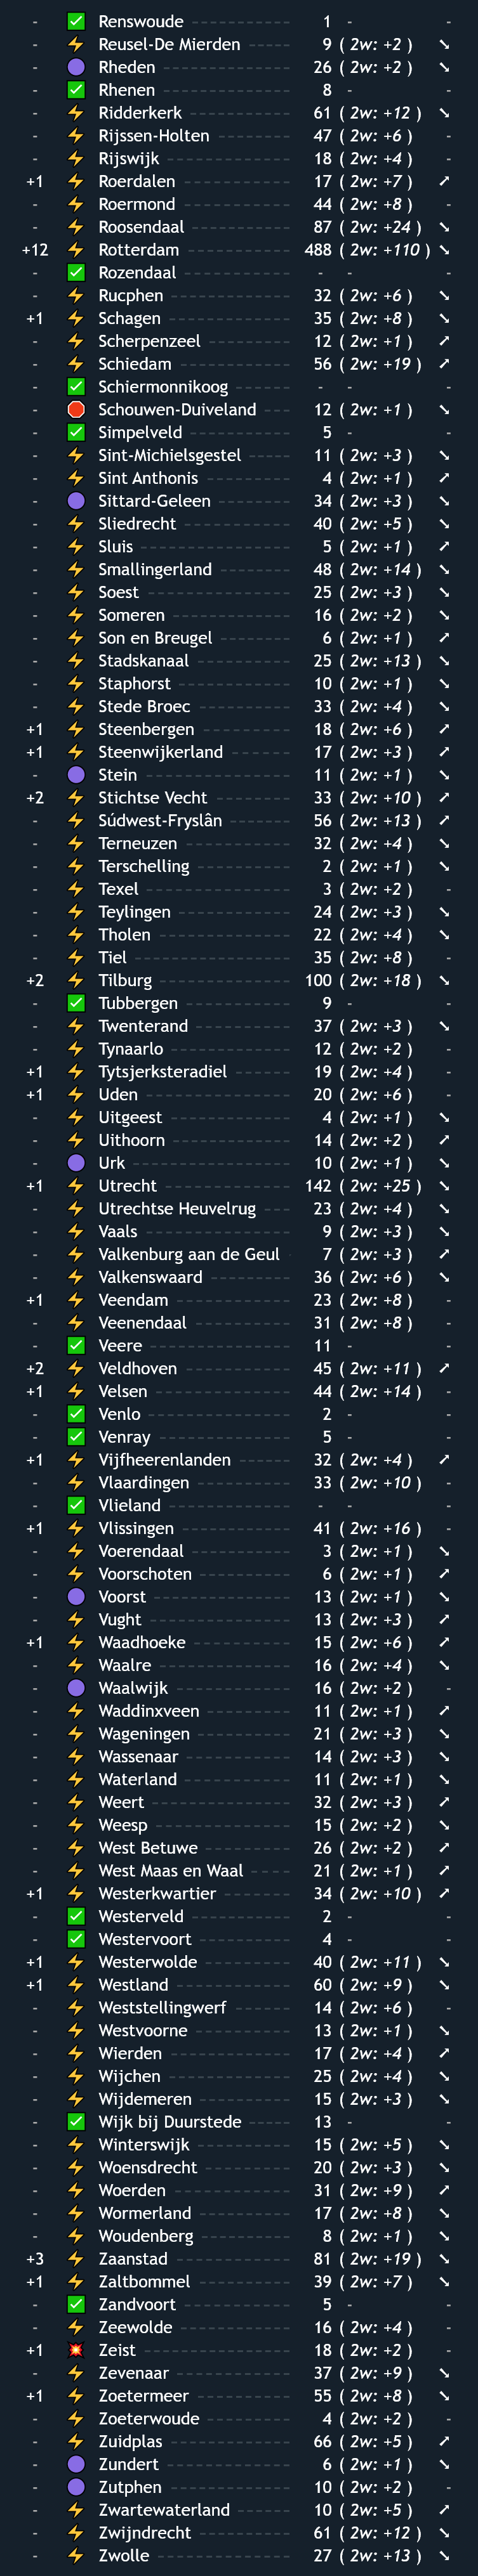 - ✅ Renswoude 1 - -
- ⚡ Reusel-De Mierden 9 ( 2w: +2 ) ➘
- 🟣 Rheden 26 ( 2w: +2 ) ➘
- ✅ Rhenen 8 - -
- ⚡ Ridderkerk 61 ( 2w: +12 ) ➘
- ⚡ Rijssen-Holten 47 ( 2w: +6 ) -
- ⚡ Rijswijk 18 ( 2w: +4 ) -
+1 ⚡ Roerdalen 17 ( 2w: +7 ) ➚
- ⚡ Roermond 44 ( 2w: +8 ) -
- ⚡ Roosendaal 87 ( 2w: +24 ) ➘
+12 ⚡ Rotterdam 488 ( 2w: +110 ) ➘
- ✅ Rozendaal - - -
- ⚡ Rucphen 32 ( 2w: +6 ) ➘
+1 ⚡ Schagen 35 ( 2w: +8 ) ➘
- ⚡ Scherpenzeel 12 ( 2w: +1 ) ➚
- ⚡ Schiedam 56 ( 2w: +19 ) ➚
- ✅ Schiermonnikoog - - -
- 🛑 Schouwen-Duiveland 12 ( 2w: +1 ) ➘
- ✅ Simpelveld 5 - -
- ⚡ Sint-Michielsgestel 11 ( 2w: +3 ) ➘
- ⚡ Sint Anthonis 4 ( 2w: +1 ) ➚
- 🟣 Sittard-Geleen 34 ( 2w: +3 ) ➘
- ⚡ Sliedrecht 40 ( 2w: +5 ) ➘
- ⚡ Sluis 5 ( 2w: +1 ) ➚
- ⚡ Smallingerland 48 ( 2w: +14 ) ➘
- ⚡ Soest 25 ( 2w: +3 ) ➘
- ⚡ Someren 16 ( 2w: +2 ) ➘
- ⚡ Son en Breugel 6 ( 2w: +1 ) ➚
- ⚡ Stadskanaal 25 ( 2w: +13 ) ➘
- ⚡ Staphorst 10 ( 2w: +1 ) ➘
- ⚡ Stede Broec 33 ( 2w: +4 ) ➘
+1 ⚡ Steenbergen 18 ( 2w: +6 ) ➚
+1 ⚡ Steenwijkerland 17 ( 2w: +3 ) ➚
- 🟣 Stein 11 ( 2w: +1 ) ➘
+2 ⚡ Stichtse Vecht 33 ( 2w: +10 ) ➚
- ⚡ Súdwest-Fryslân 56 ( 2w: +13 ) ➚
- ⚡ Terneuzen 32 ( 2w: +4 ) ➘
- ⚡ Terschelling 2 ( 2w: +1 ) ➘
- ⚡ Texel 3 ( 2w: +2 ) -
- ⚡ Teylingen 24 ( 2w: +3 ) ➘
- ⚡ Tholen 22 ( 2w: +4 ) ➘
- ⚡ Tiel 35 ( 2w: +8 ) -
+2 ⚡ Tilburg 100 ( 2w: +18 ) ➘
- ✅ Tubbergen 9 - -
- ⚡ Twenterand 37 ( 2w: +3 ) ➘
- ⚡ Tynaarlo 12 ( 2w: +2 ) -
+1 ⚡ Tytsjerksteradiel 19 ( 2w: +4 ) -
+1 ⚡ Uden 20 ( 2w: +6 ) -
- ⚡ Uitgeest 4 ( 2w: +1 ) ➘
- ⚡ Uithoorn 14 ( 2w: +2 ) ➚
- 🟣 Urk 10 ( 2w: +1 ) ➘
+1 ⚡ Utrecht 142 ( 2w: +25 ) ➘
- ⚡ Utrechtse Heuvelrug 23 ( 2w: +4 ) ➘
- ⚡ Vaals 9 ( 2w: +3 ) ➘
- ⚡ Valkenburg aan de Geul 7 ( 2w: +3 ) ➚
- ⚡ Valkenswaard 36 ( 2w: +6 ) ➘
+1 ⚡ Veendam 23 ( 2w: +8 ) -
- ⚡ Veenendaal 31 ( 2w: +8 ) -
- ✅ Veere 11 - -
+2 ⚡ Veldhoven 45 ( 2w: +11 ) ➚
+1 ⚡ Velsen 44 ( 2w: +14 ) -
- ✅ Venlo 2 - -
- ✅ Venray 5 - -
+1 ⚡ Vijfheerenlanden 32 ( 2w: +4 ) ➚
- ⚡ Vlaardingen 33 ( 2w: +10 ) -
- ✅ Vlieland - - -
+1 ⚡ Vlissingen 41 ( 2w: +16 ) -
- ⚡ Voerendaal 3 ( 2w: +1 ) ➘
- ⚡ Voorschoten 6 ( 2w: +1 ) ➚
- 🟣 Voorst 13 ( 2w: +1 ) ➘
- ⚡ Vught 13 ( 2w: +3 ) ➚
+1 ⚡ Waadhoeke 15 ( 2w: +6 ) ➚
- ⚡ Waalre 16 ( 2w: +4 ) ➘
- 🟣 Waalwijk 16 ( 2w: +2 ) -
- ⚡ Waddinxveen 11 ( 2w: +1 ) ➚
- ⚡ Wageningen 21 ( 2w: +3 ) ➘
- ⚡ Wassenaar 14 ( 2w: +3 ) ➘
- ⚡ Waterland 11 ( 2w: +1 ) ➘
- ⚡ Weert 32 ( 2w: +3 ) ➚
- ⚡ Weesp 15 ( 2w: +2 ) ➘
- ⚡ West Betuwe 26 ( 2w: +2 ) ➚
- ⚡ West Maas en Waal 21 ( 2w: +1 ) ➚
+1 ⚡ Westerkwartier 34 ( 2w: +10 ) ➚
- ✅ Westerveld 2 - -
- ✅ Westervoort 4 - -
+1 ⚡ Westerwolde 40 ( 2w: +11 ) ➘
+1 ⚡ Westland 60 ( 2w: +9 ) ➘
- ⚡ Weststellingwerf 14 ( 2w: +6 ) -
- ⚡ Westvoorne 13 ( 2w: +1 ) ➘
- ⚡ Wierden 17 ( 2w: +4 ) ➚
- ⚡ Wijchen 25 ( 2w: +4 ) ➘
- ⚡ Wijdemeren 15 ( 2w: +3 ) ➘
- ✅ Wijk bij Duurstede 13 - -
- ⚡ Winterswijk 15 ( 2w: +5 ) ➘
- ⚡ Woensdrecht 20 ( 2w: +3 ) ➘
- ⚡ Woerden 31 ( 2w: +9 ) ➚
- ⚡ Wormerland 17 ( 2w: +8 ) ➘
- ⚡ Woudenberg 8 ( 2w: +1 ) ➘
+3 ⚡ Zaanstad 81 ( 2w: +19 ) ➘
+1 ⚡ Zaltbommel 39 ( 2w: +7 ) ➘
- ✅ Zandvoort 5 - -
- ⚡ Zeewolde 16 ( 2w: +4 ) -
+1 💥 Zeist 18 ( 2w: +2 ) -
- ⚡ Zevenaar 37 ( 2w: +9 ) ➘
+1 ⚡ Zoetermeer 55 ( 2w: +8 ) ➘
- ⚡ Zoeterwoude 4 ( 2w: +2 ) -
- ⚡ Zuidplas 66 ( 2w: +5 ) ➚
- 🟣 Zundert 6 ( 2w: +1 ) ➘
- 🟣 Zutphen 10 ( 2w: +2 ) -
- ⚡ Zwartewaterland 10 ( 2w: +5 ) ➚
- ⚡ Zwijndrecht 61 ( 2w: +12 ) ➘
- ⚡ Zwolle 27 ( 2w: +13 ) ➘